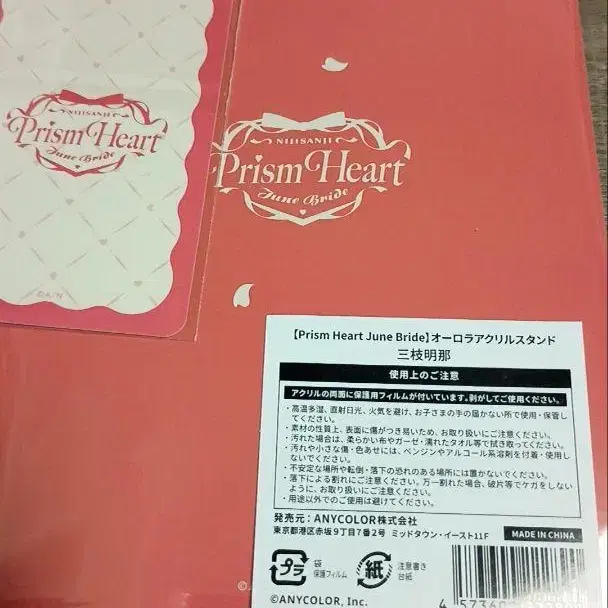 NIJISANJI
Prism Heart
June Bride
©A/N
NIJISANJI
Prism Heart
June Bride
【Prism Heart June Bride】オーロラアクリルスタンド
三枝明那
使用上のご注意
アクリルの両面に保護用フィルムが付いています。剥がしてご使用ください。
・高温多湿、直射日光、火気を避け、お子さまの手の届かない所で使用・保管し
てください。
・素材の性質上、表面に傷がつき易いため、お取り扱いにご注意ください。
・汚れた場合は、柔らかい布やガーゼ・濡れたタオル等で拭き取ってください。
・汚れや小さな傷・色あせには、ベンジンやアルコール系溶剤を付着・使用し
ないでください。
・不安定な場所や転倒・落下の恐れのある場所には置かないでください。
・落下による割れにご注意ください。万一割れた場合、破片等でケガをしない
ように、お取り扱いにご注意ください。
・用途以外でのご使用は避けてください。
発売元：ANYCOLOR株式会社
東京都港区赤坂9丁目7番2号 ミッドタウン・イースト11F
MADE IN CHINA
プラ
袋
保護フィルム
紙
注意書き
台紙
©ANYCOLOR, Inc.
4 57360